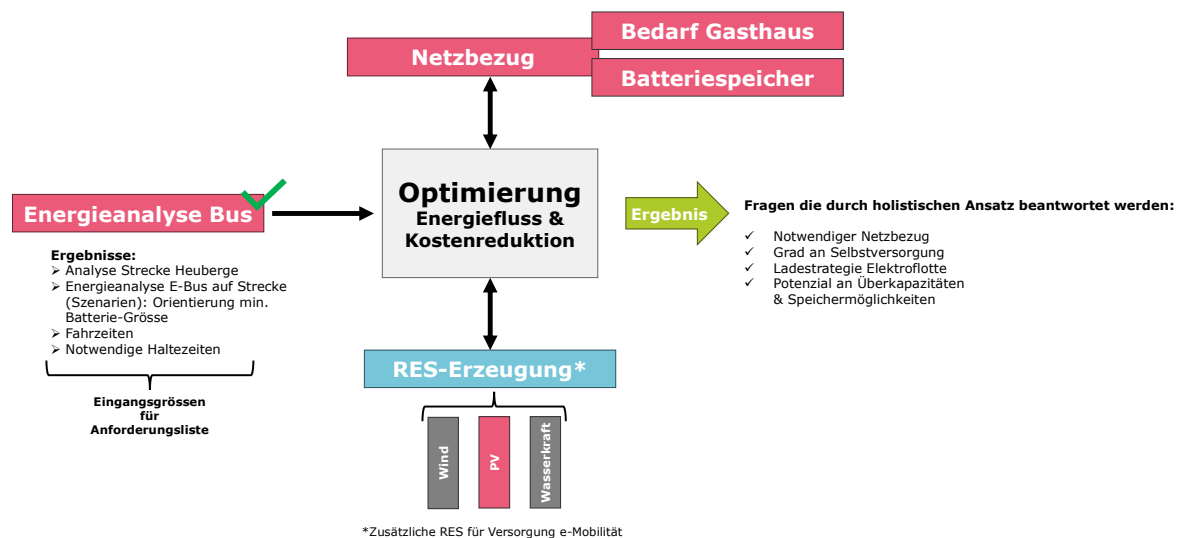 Bedarf Gasthaus
Netzbezug
Batteriespeicher
Optimierung
Energiefluss &
Kostenreduktion
Energieanalyse Bus
Ergebnisse:
Analyse Strecke Heuberge
Energieanalyse E-Bus auf Strecke
(Szenarien): Orientierung min.
Batterie-Grösse
Fahrzeiten
Notwendige Haltezeiten
Eingangsgrössen
für
Anforderungsliste
Ergebnis
Fragen die durch holistischen Ansatz beantwortet werden:
✓ Notwendiger Netzbezug
✓ Grad an Selbstversorgung
✓ Ladestrategie Elektroflotte
✓ Potenzial an Überkapazitäten
& Speichermöglichkeiten
RES-Erzeugung*
Wind
PV
Wasserkraft
*Zusätzliche RES für Versorgung e-Mobilität